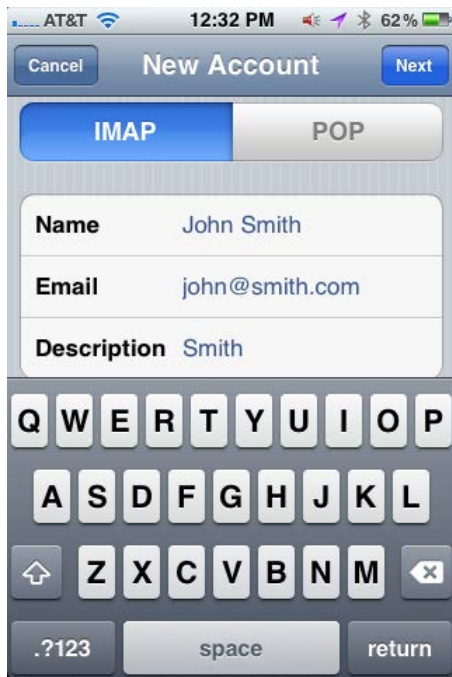 AT&T 12:32 PM 62%
Cancel New Account Next
IMAP POP
Name John Smith
Email john@smith.com
Description Smith
Q W E R T Y U I O P
A S D F G H J K L
Z X C V B N M
.?123 space return